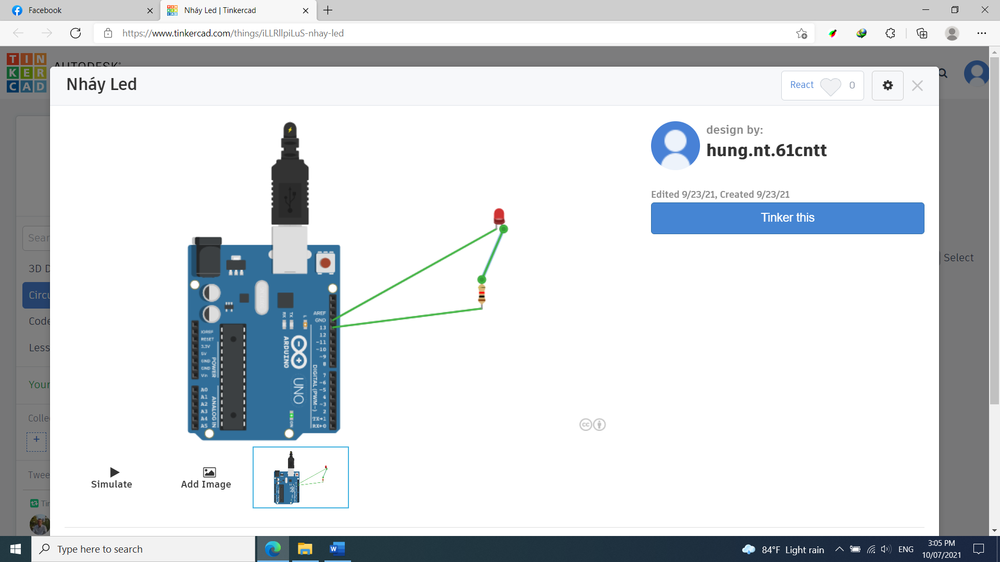 Facebook
Nháy Led | Tinkercad
https://www.tinkercad.com/things/iLLRllpiLuS-nhay-led
TIN
KER
CAD
AUTODESK
Nháy Led
React
0
design by:
hung.nt.61cntt
Edited 9/23/21, Created 9/23/21
Tinker this
Sear
3D D
Circu
Code
Less
Your
Colle
+
Twee
Tin
Select
AREF
GND
13
12
~11
~10
~9
8
7
~6
~5
4
~3
2
TX→1
RX←0
DIGITAL (PWM~)
RX
TX
L
ARDUINO
UNO
ON
IOREF
RESET
3.3V
5V
GND
GND
Vin
POWER
A0
A1
A2
A3
A4
A5
ANALOG IN
cc
Simulate
Add Image
Type here to search
W
84°F Light rain
ENG
3:05 PM
10/07/2021